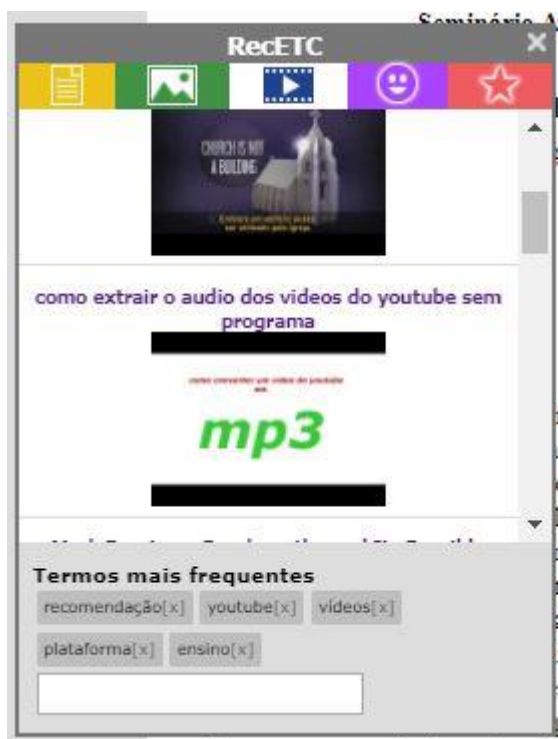 Seminário A
RecETC
CHURCH IS NOT
A BUILDING
como extrair o audio dos videos do youtube sem
programa
mp3
Termos mais frequentes
recomendação[x] youtube[x] vídeos[x]
plataforma[x] ensino[x]